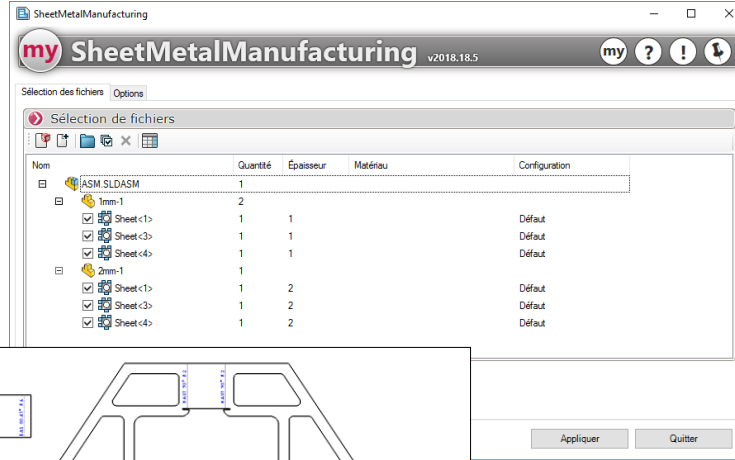 SheetMetalManufacturing
my SheetMetalManufacturing v2018.18.5 my ? !
Sélection des fichiers Options
Sélection de fichiers
Nom Quantité Épaisseur Matériau Configuration
ASM.SLDASM 1
1mm-1 2
Sheet<1> 1 1 Défaut
Sheet<3> 1 1 Défaut
Sheet<4> 1 1 Défaut
2mm-1 1
Sheet<1> 1 2 Défaut
Sheet<3> 1 2 Défaut
Sheet<4> 1 2 Défaut
Appliquer Quitter